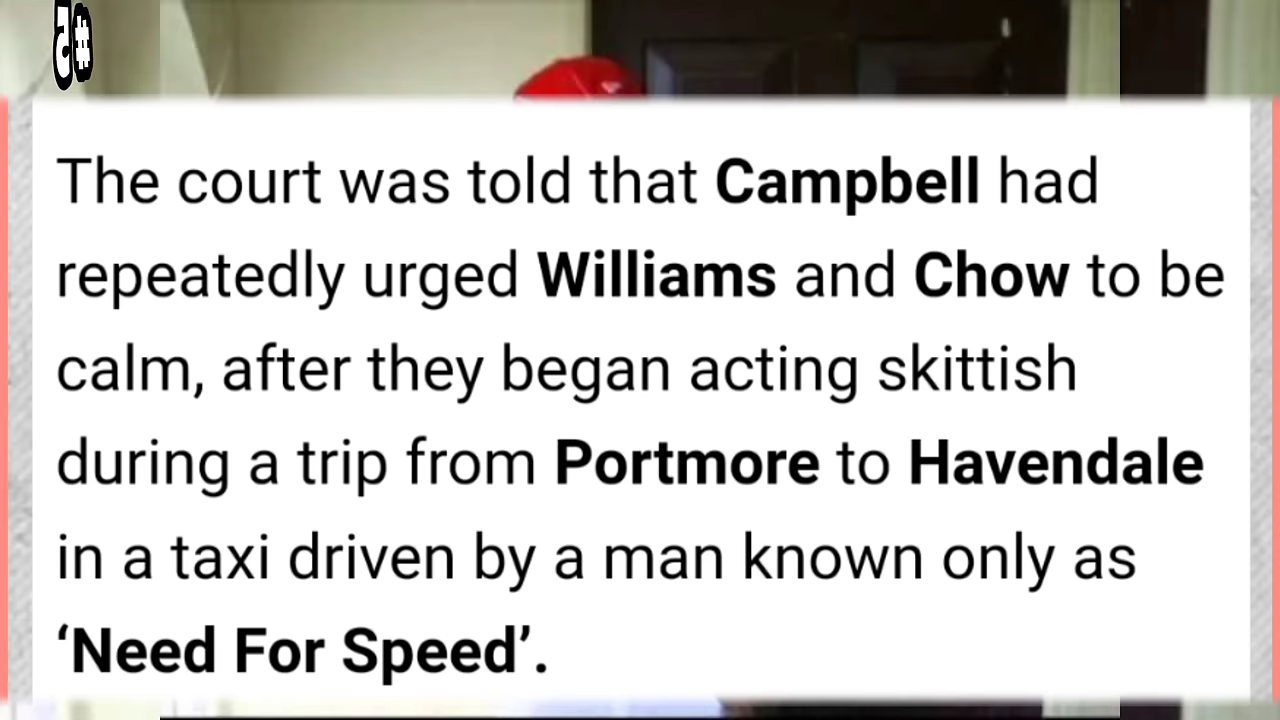 #5
The court was told that Campbell had
repeatedly urged Williams and Chow to be
calm, after they began acting skittish
during a trip from Portmore to Havendale
in a taxi driven by a man known only as
‘Need For Speed’.